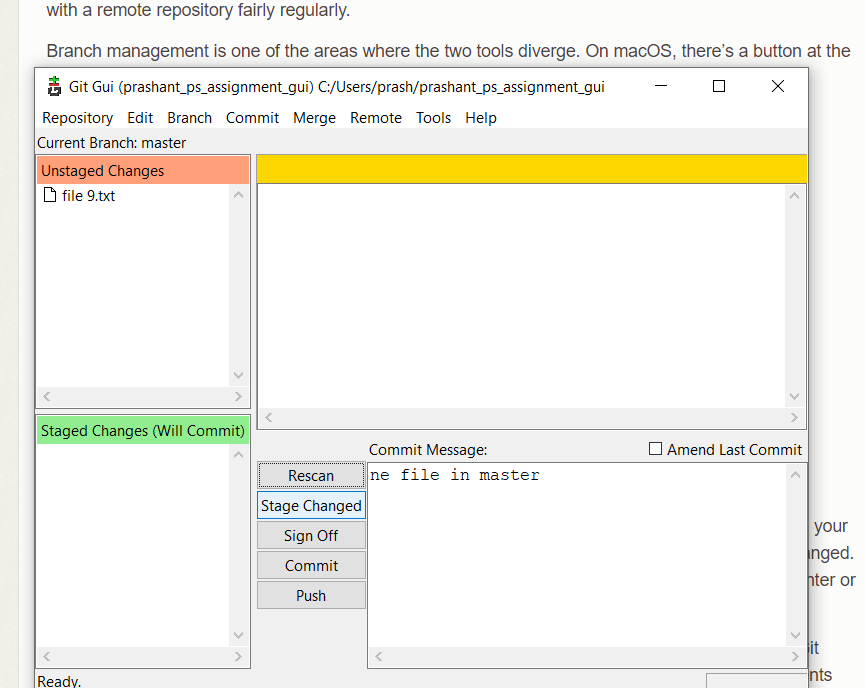 with a remote repository fairly regularly.
Branch management is one of the areas where the two tools diverge. On macOS, there's a button at the
Git Gui (prashant_ps_assignment_gui) C:/Users/prash/prashant_ps_assignment_gui
Repository Edit Branch Commit Merge Remote Tools Help
Current Branch: master
Unstaged Changes
file 9.txt
Staged Changes (Will Commit)
Commit Message:
Amend Last Commit
Rescan
ne file in master
Stage Changed
Sign Off
Commit
Push
your
anged.
nter or
it
nts
Ready.